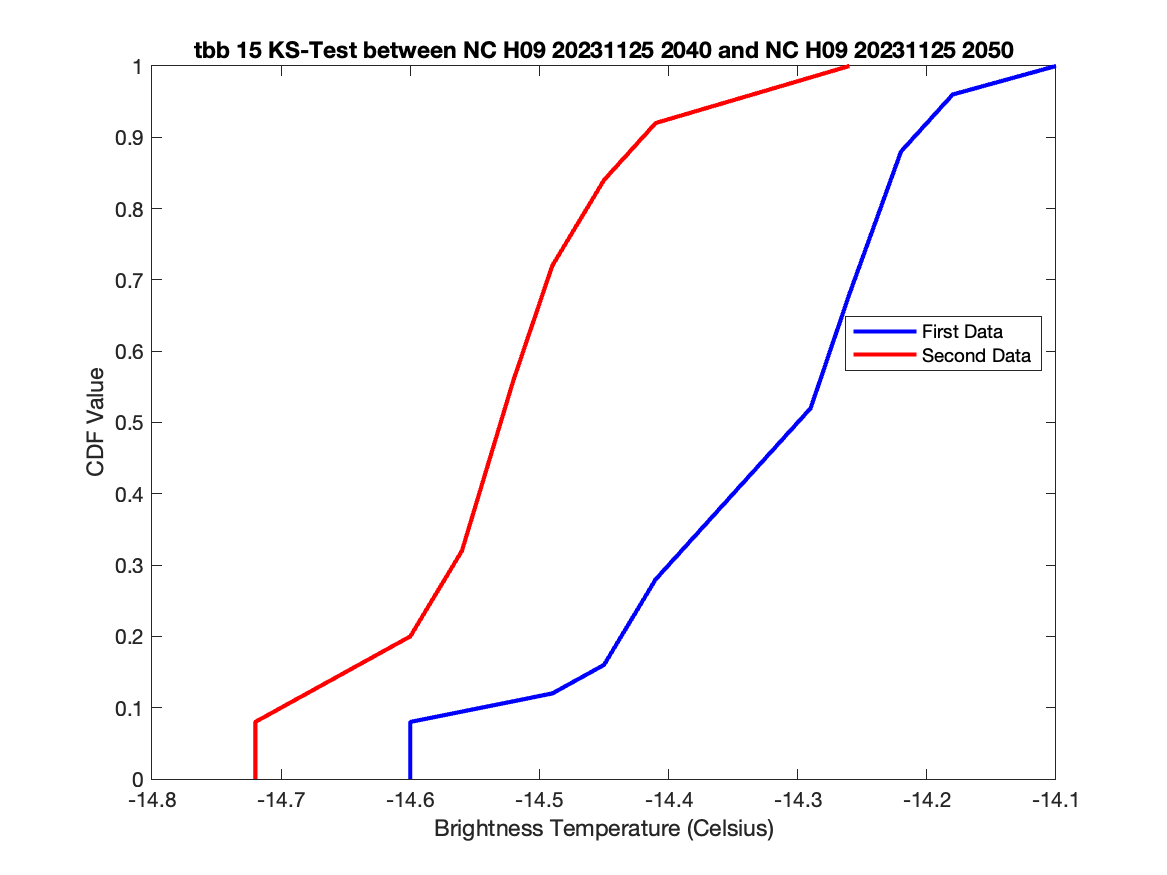 tbb 15 KS-Test between NC H09 20231125 2040 and NC H09 20231125 2050
1
0.9
0.8
0.7
0.6
0.5
0.4
0.3
0.2
0.1
0
CDF Value
First Data
Second Data
-14.8 -14.7 -14.6 -14.5 -14.4 -14.3 -14.2 -14.1
Brightness Temperature (Celsius)